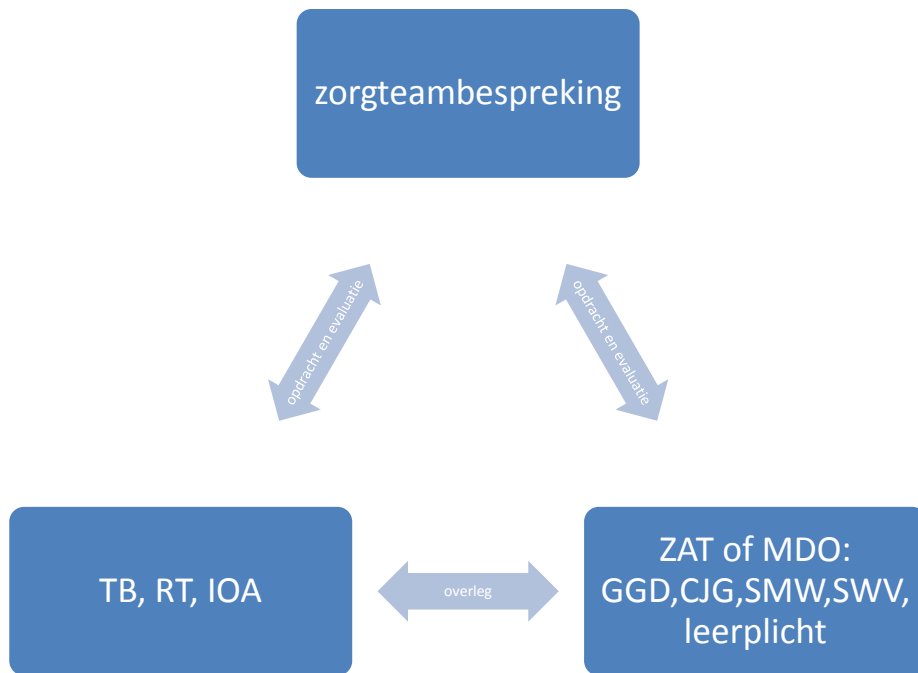 zorgteambespreking
opdracht en evaluatie
opdracht en evaluatie
TB, RT, IOA
overleg
ZAT of MDO:
GGD,CJG,SMW,SWV,
leerplicht